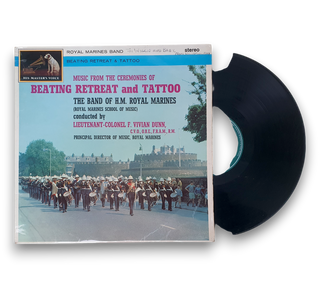 ROYAL MARINES BAND
stereo
BEATING RETREAT & TATTOO
HIS MASTER'S VOICE
MUSIC FROM THE CEREMONIES OF
BEATING RETREAT and TATTOO
THE BAND OF H.M. ROYAL MARINES
(ROYAL MARINES SCHOOL OF MUSIC)
conducted by
LIEUTENANT-COLONEL F. VIVIAN DUNN,
C.V.O., O.B.E., F.R.A.M., R.M.
PRINCIPAL DIRECTOR OF MUSIC, ROYAL MARINES